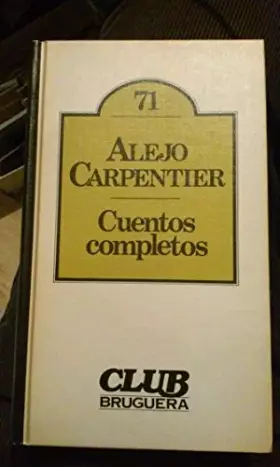 71
ALEJO
CARPENTIER
Cuentos
completos
CLUB
BRUGUERA